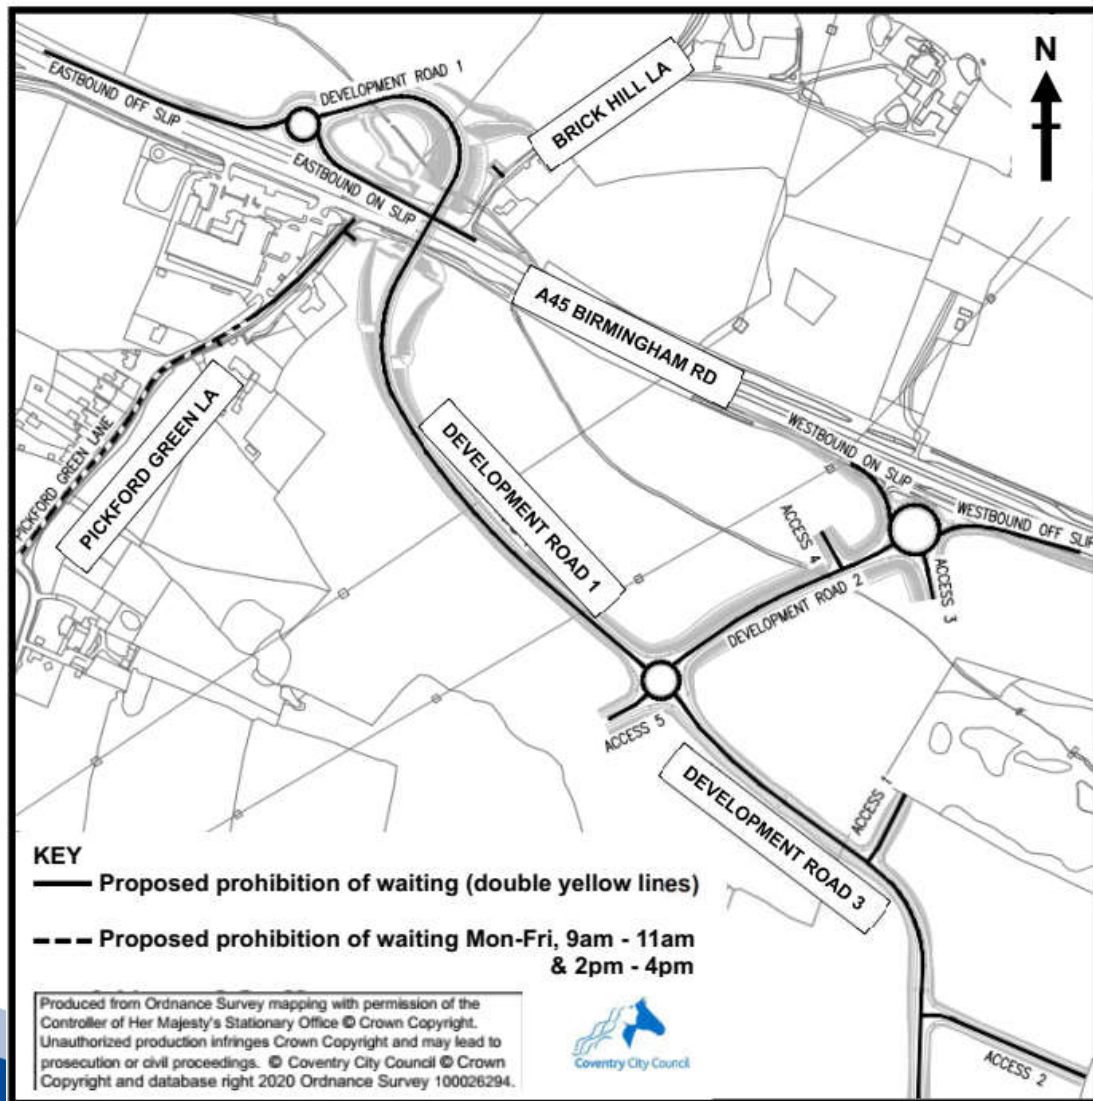 N
EASTBOUND OFF SLIP
DEVELOPMENT ROAD 1
BRICK HILL LA
EASTBOUND ON SLIP
A45 BIRMINGHAM RD
PICKFORD GREEN LANE
PICKFORD GREEN LA
DEVELOPMENT ROAD 1
WESTBOUND ON SLIP
WESTBOUND OFF SLIP
ACCESS 4
ACCESS 3
DEVELOPMENT ROAD 2
ACCESS 5
DEVELOPMENT ROAD 3
ACCESS 1
ACCESS 2
KEY
Proposed prohibition of waiting (double yellow lines)
Proposed prohibition of waiting Mon-Fri, 9am - 11am
& 2pm - 4pm
Produced from Ordnance Survey mapping with permission of the
Controller of Her Majesty's Stationary Office © Crown Copyright.
Unauthorized production infringes Crown Copyright and may lead to
prosecution or civil proceedings. © Coventry City Council © Crown
Copyright and database right 2020 Ordnance Survey 100026294.
Coventry City Council